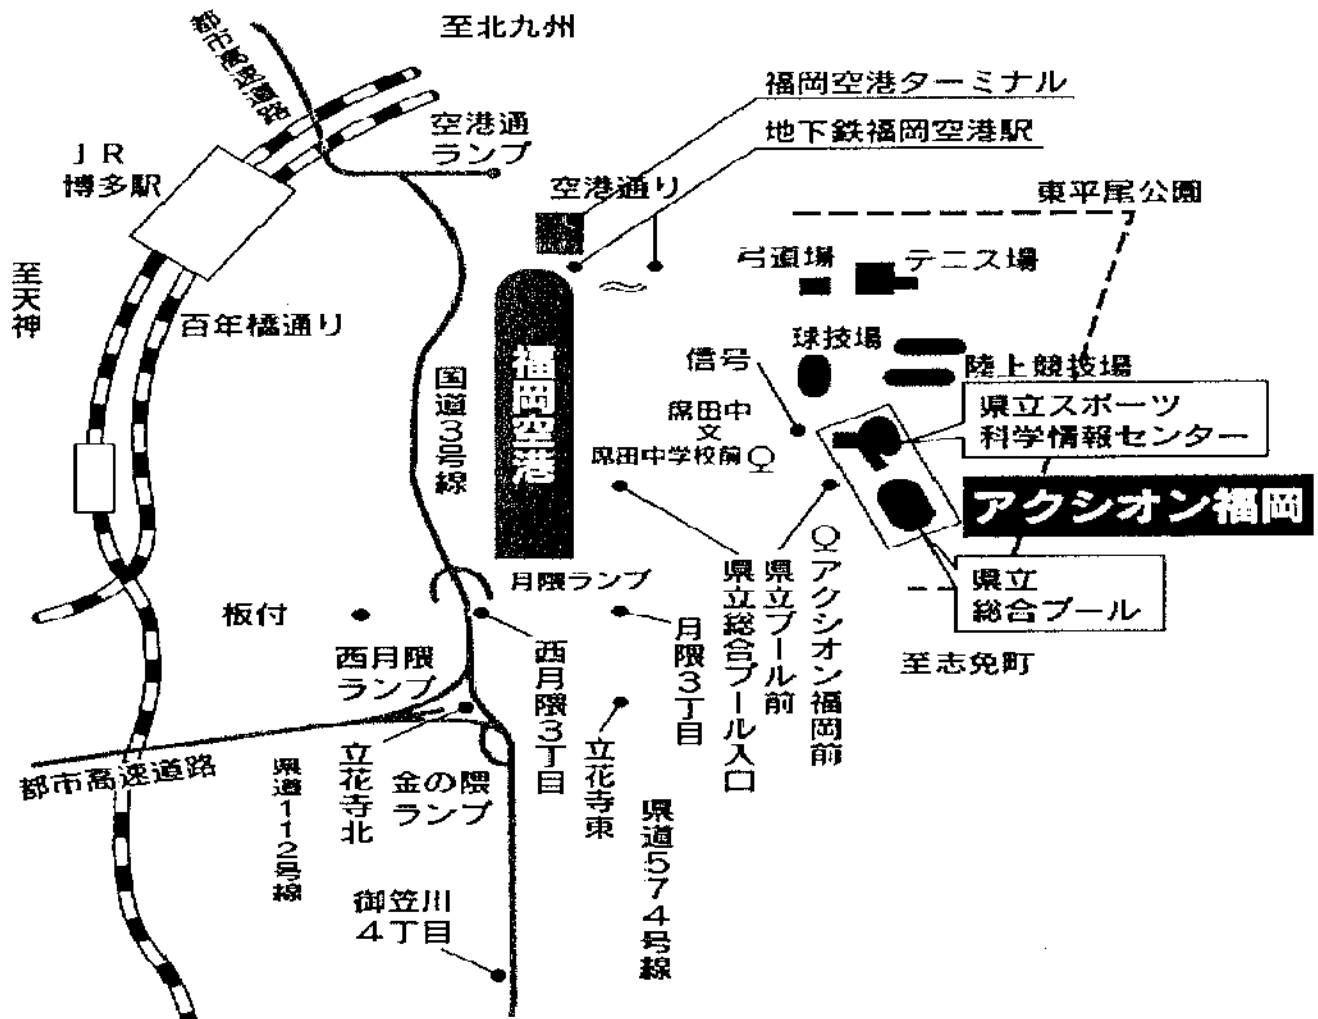 至北九州
都市高速道路
福岡空港ターミナル
地下鉄福岡空港駅
空港通
ランプ
ＪＲ
博多駅
空港通り
東平尾公園
至天神
弓道場
テニス場
百年橋通り
球技場
信号
陸上競技場
国道3号線
福岡空港
県立スポーツ
科学情報センター
席田中
文
席田中学校前
アクシオン福岡
月隈ランプ
県立
総合プール
板付
西月隈
ランプ
西月隈3丁目
月隈3丁目
県立総合プール入口
県立プール前
アクシオン福岡前
至志免町
都市高速道路
県道112号線
立花寺北
金の隈
ランプ
立花寺東
県道574号線
御笠川
4丁目